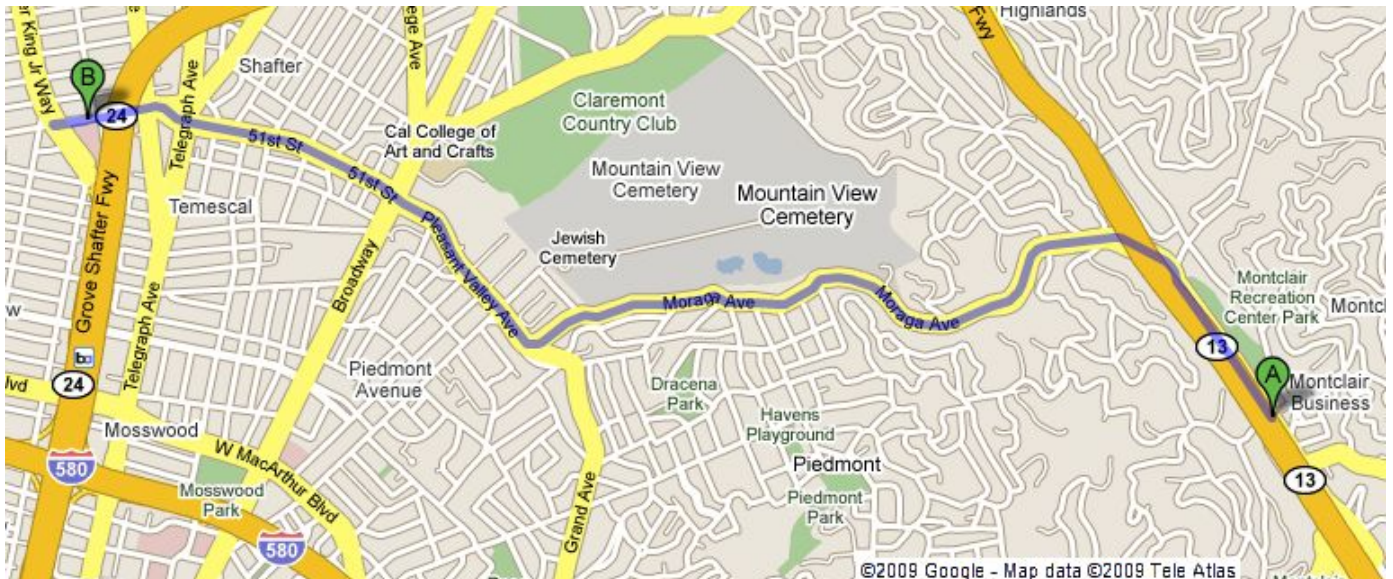 Highlands
Fwy
er King Jr Way
ege Ave
B
Shafter
24
Telegraph Ave
Claremont
Country Club
51st St
Cal College of
Art and Crafts
Mountain View
Cemetery
Mountain View
Cemetery
51st St
Temescal
Pleasant Valley Ave
Jewish
Cemetery
Grove Shafter Fwy
Broadway
Telegraph Ave
Moraga Ave
Moraga Ave
Montclair
Recreation
Center Park
Montcl
w
13
Piedmont
Avenue
Dracena
Park
A
Montclair
Business
24
lvd
Havens
Playground
Mosswood
W MacArthur Blvd
580
Piedmont
13
Mosswood
Park
Piedmont
Park
Grand Ave
580
©2009 Google - Map data ©2009 Tele Atlas